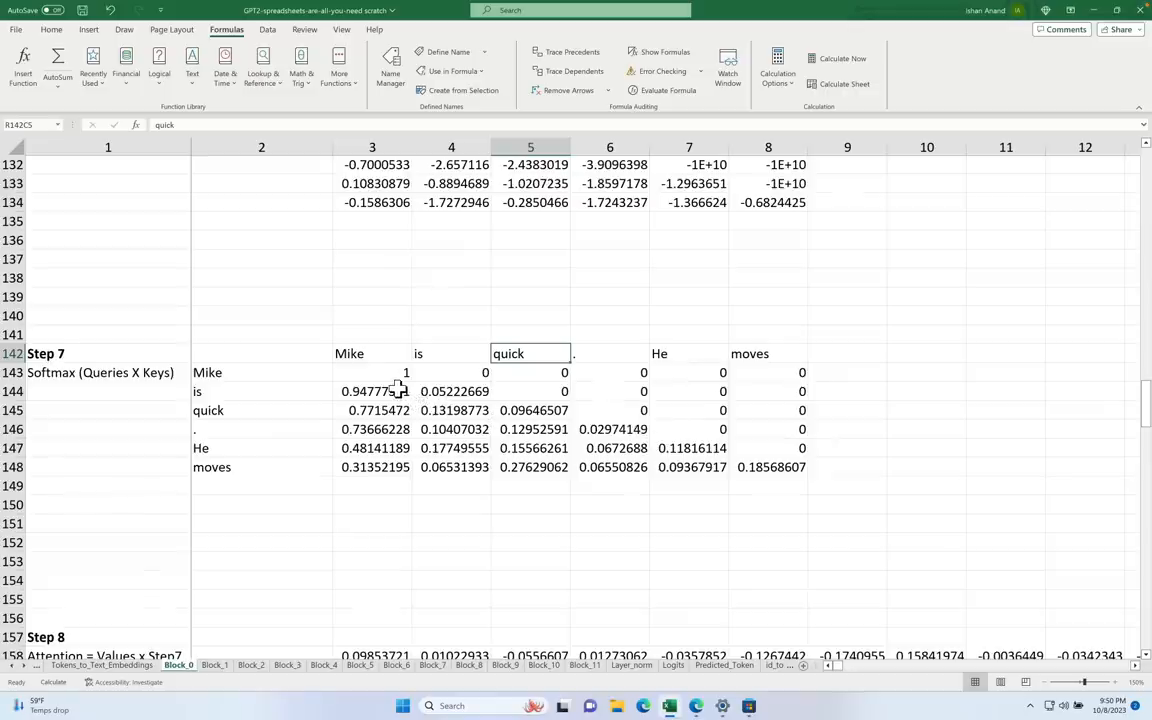 AutoSave Off GPT2-spreadsheets-are-all-you-need scratch Search Ishan Anand IA
File Home Insert Draw Page Layout Formulas Data Review View Help Comments Share
Insert Function AutoSum Recently Used Financial Logical Text Date & Time Lookup & Reference Math & Trig More Functions Name Manager Define Name Use in Formula Create from Selection Trace Precedents Trace Dependents Remove Arrows Show Formulas Error Checking Evaluate Formula Watch Window Calculation Options Calculate Now Calculate Sheet
Function Library Defined Names Formula Auditing Calculation
R142C5 fx quick
1 2 3 4 5 6 7 8 9 10 11 12
132 -0.7000533 -2.657116 -2.4383019 -3.9096398 -1E+10 -1E+10
133 0.10830879 -0.8894689 -1.0207235 -1.8597178 -1.2963651 -1E+10
134 -0.1586306 -1.7272946 -0.2850466 -1.7243237 -1.366624 -0.6824425
135
136
137
138
139
140
141
142 Step 7 Mike is quick . He moves
143 Softmax (Queries X Keys) Mike 1 0 0 0 0 0
144 is 0.05222669 0 0 0 0
145 quick 0.7715472 0.13198773 0.09646507 0 0 0
146 . 0.73666228 0.10407032 0.12952591 0.02974149 0 0
147 He 0.48141189 0.17749555 0.15566261 0.0672688 0.11816114 0
148 moves 0.31352195 0.06531393 0.27629062 0.06550826 0.09367917 0.18568607
149
150
151
152
153
154
155
156
157 Step 8
158 Attention = Values x Step7 0.09853721 0.01022933 -0.0556607 0.01273062 -0.0357852 -0.1267442 -0.1740955 0.15841974 -0.0036449 -0.0342343
... Tokens_to_Text_Embeddings Block_0 Block_1 Block_2 Block_3 Block_4 Block_5 Block_6 Block_7 Block_8 Block_9 Block_10 Block_11 Layer_norm Logits Predicted_Token id_to ...
Ready Calculate Accessibility: Investigate 150%
59°F
Temps drop
Search
9:50 PM
10/8/2023